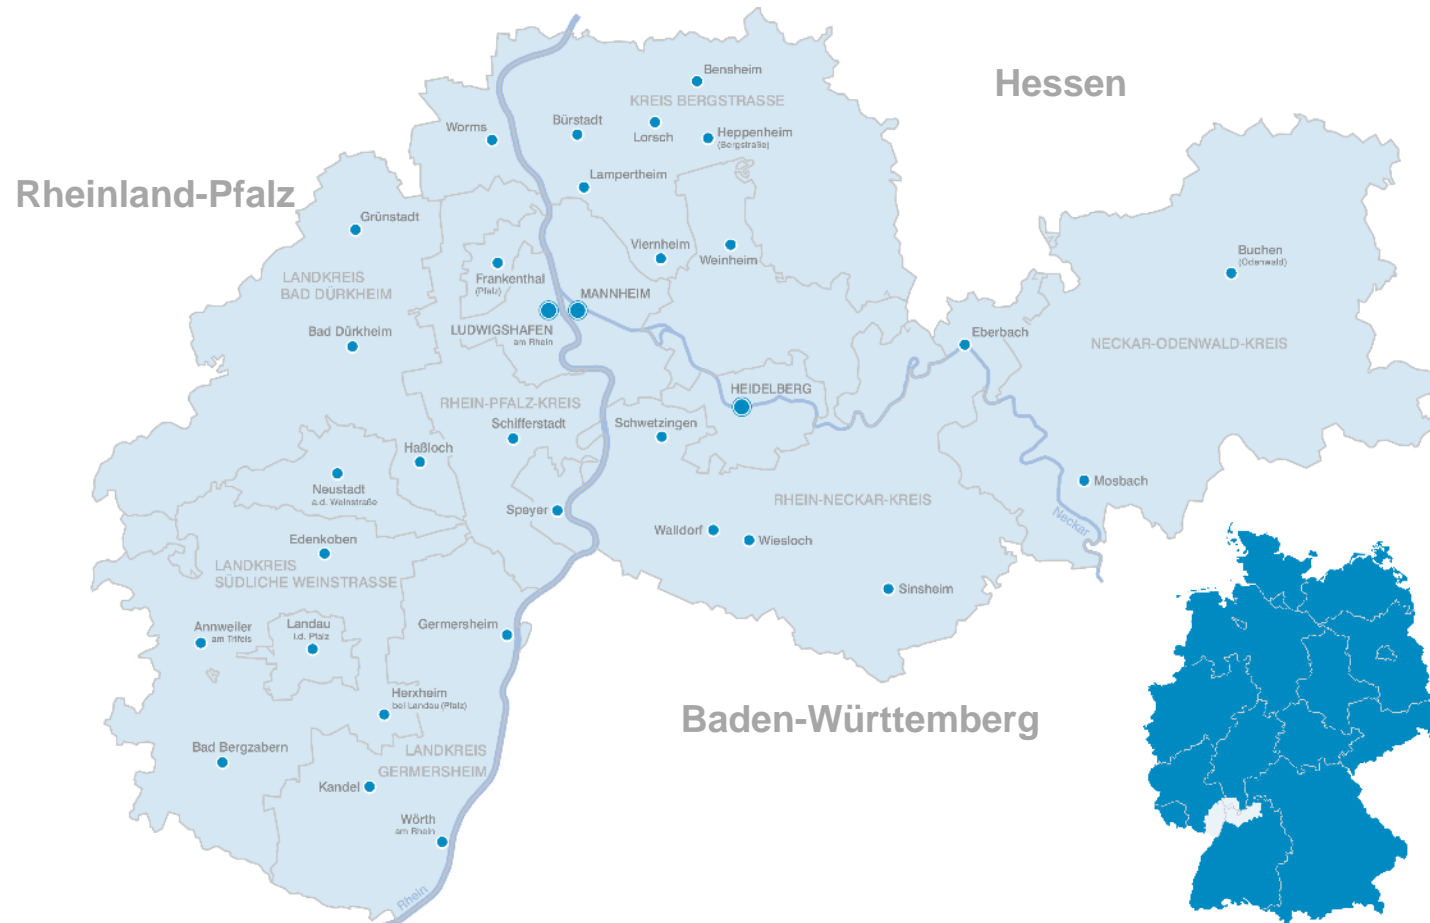 Bensheim
Hessen
KREIS BERGSTRASSE
Worms
Bürstadt
Lorsch
Heppenheim
(Bergstraße)
Lampertheim
Rheinland-Pfalz
Grünstadt
Viernheim
Weinheim
Buchen
(Odenwald)
Frankenthal
(Pfalz)
LANDKREIS
BAD DÜRKHEIM
MANNHEIM
Bad Dürkheim
LUDWIGSHAFEN
am Rhein
Eberbach
NECKAR-ODENWALD-KREIS
HEIDELBERG
RHEIN-PFALZ-KREIS
Schifferstadt
Schwetzingen
Haßloch
Neustadt
a.d. Weinstraße
Mosbach
RHEIN-NECKAR-KREIS
Speyer
Neckar
Walldorf
Wiesloch
Edenkoben
LANDKREIS
SÜDLICHE WEINSTRASSE
Sinsheim
Annweiler
am Trifels
Landau
i.d. Pfalz
Germersheim
Herxheim
bei Landau (Pfalz)
Baden-Württemberg
Bad Bergzabern
LANDKREIS
GERMERSHEIM
Kandel
Wörth
am Rhein
Rhein